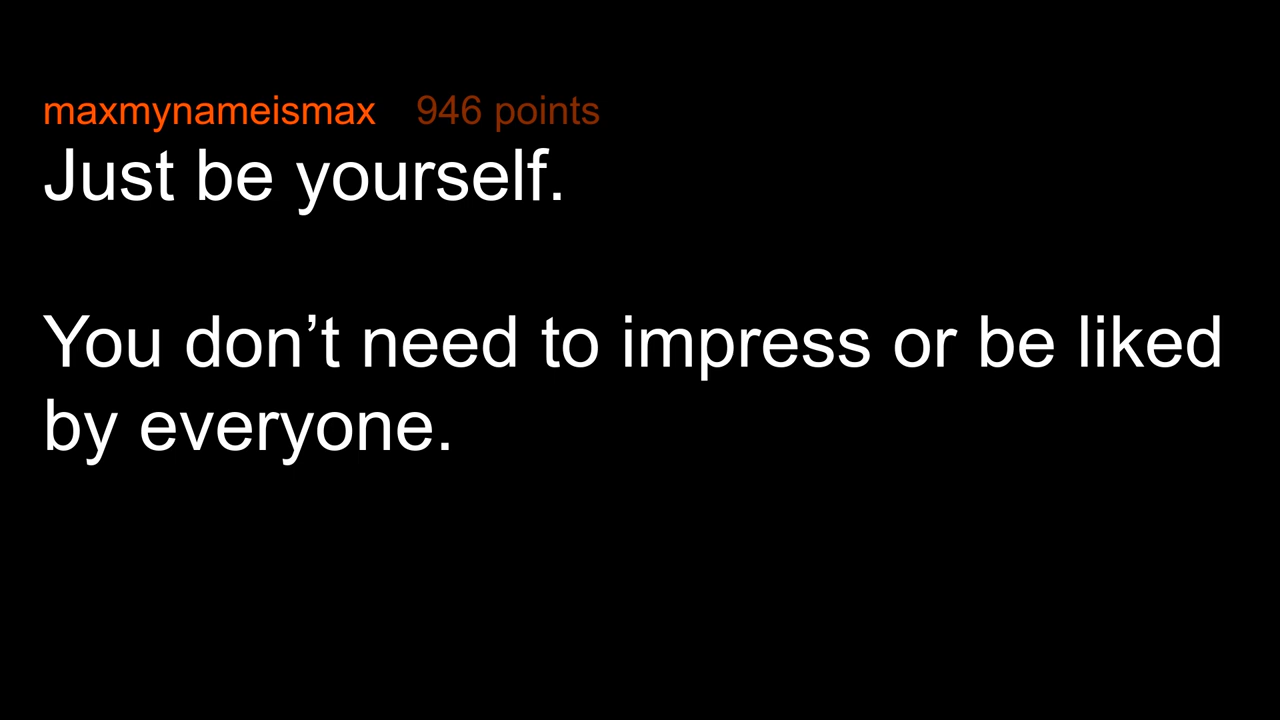 maxmynameismax 946 points
Just be yourself.
You don’t need to impress or be liked
by everyone.